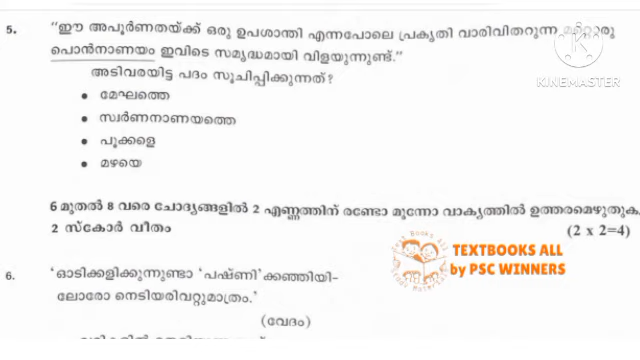 5. "ഈ അപൂർണതയ്ക്ക് ഒരു ഉപശാന്തി എന്നപോലെ പ്രകൃതി വാരിവിതറുന്ന മറ്റൊരു
പൊൻനാണയം ഇവിടെ സമൃദ്ധമായി വിളയുന്നുണ്ട്."
അടിവരയിട്ട പദം സൂചിപ്പിക്കുന്നത്?
• മേഘത്തെ
• സ്വർണനാണയത്തെ
• പൂക്കളെ
• മഴയെ
KINEMASTER
6 മുതൽ 8 വരെ ചോദ്യങ്ങളിൽ 2 എണ്ണത്തിന് രണ്ടോ മൂന്നോ വാക്യത്തിൽ ഉത്തരമെഴുതുക.
2 സ്കോർ വീതം (2 x 2=4)
TEXTBOOKS ALL
by PSC WINNERS
6. 'ഓടിക്കളിക്കുന്നുണ്ടാ 'പഷ്ണി'ക്കഞ്ഞിയി-
ലോരോ നെടിയരിവറ്റുമാത്രം.'
(വേദം)